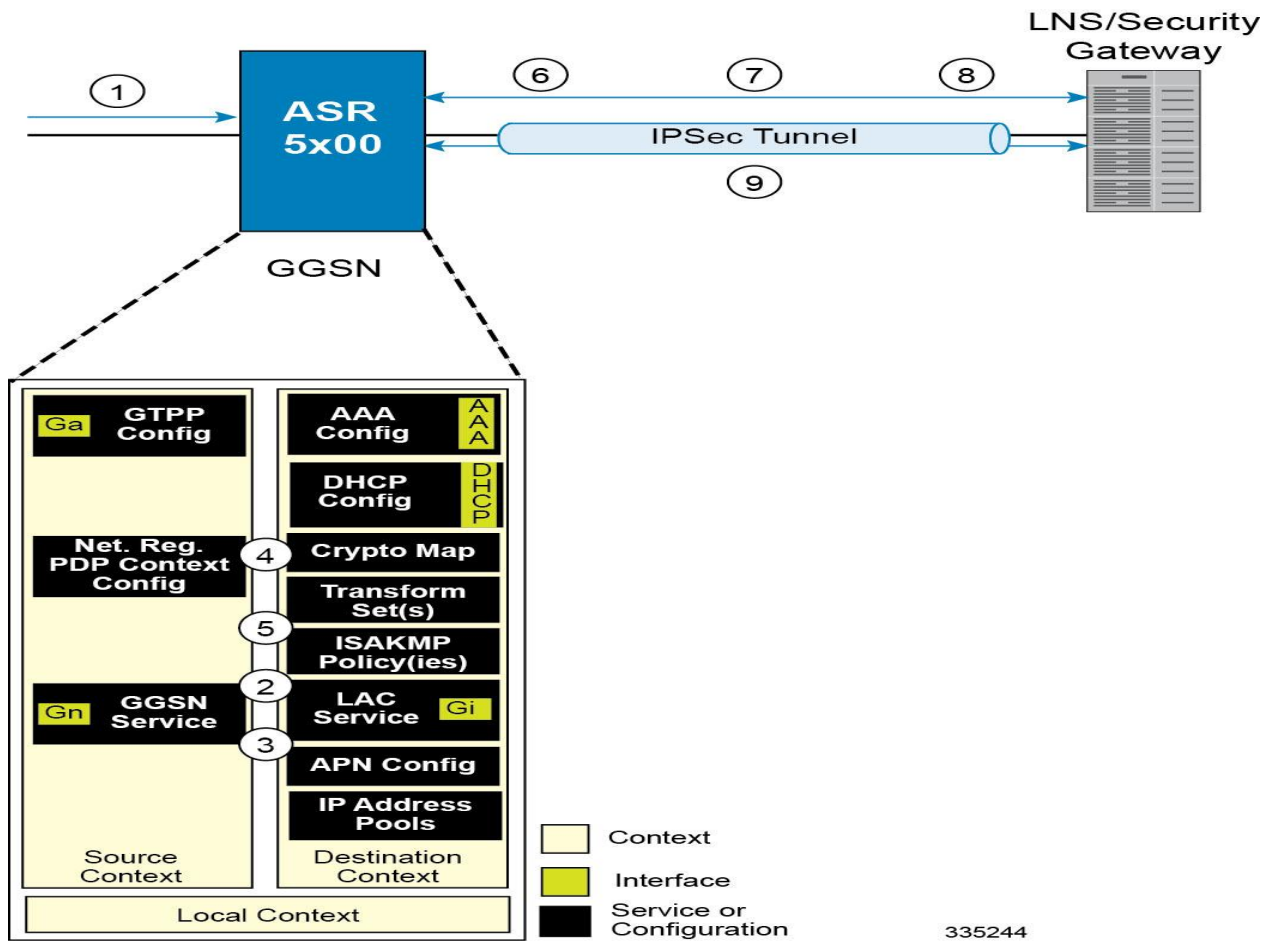 LNS/Security
Gateway
1
ASR
5x00
6
7
8
IPSec Tunnel
9
GGSN
Ga
GTPP
Config
AAA
Config
AAA
DHCP
Config
DHCP
Net. Reg.
PDP Context
Config
4
Crypto Map
Transform
Set(s)
5
ISAKMP
Policy(ies)
2
Gn
GGSN
Service
LAC
Service
Gi
3
APN Config
IP Address
Pools
Source
Context
Destination
Context
Local Context
Context
Interface
Service or
Configuration
335244